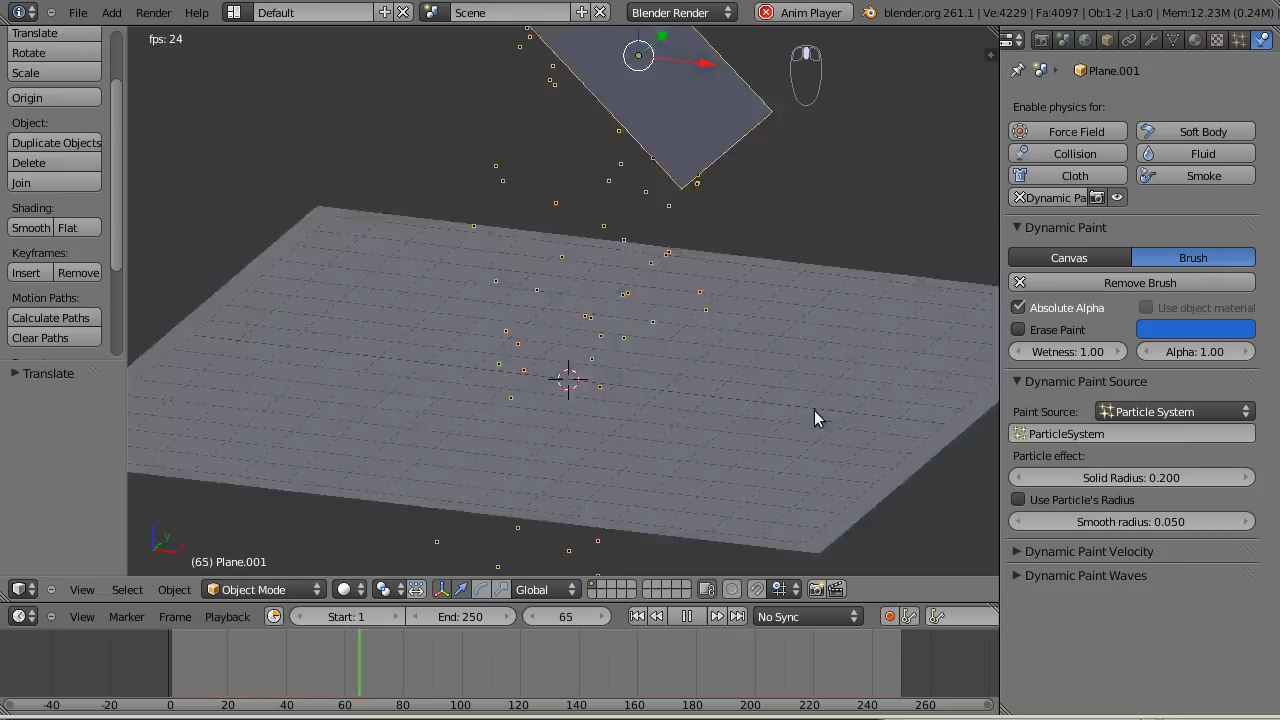 File Add Render Help Default Scene Blender Render Anim Player blender.org 261.1 | Ve:4229 | Fa:4097 | Ob:1-2 | La:0 | Mem:12.23M (0.24M)
Translate
Rotate
Scale
Origin
Object:
Duplicate Objects
Delete
Join
Shading:
Smooth Flat
Keyframes:
Insert Remove
Motion Paths:
Calculate Paths
Clear Paths
Translate
fps: 24
(65) Plane.001
Plane.001
Enable physics for:
Force Field Soft Body
Collision Fluid
Cloth Smoke
Dynamic Pa
Dynamic Paint
Canvas Brush
Remove Brush
Absolute Alpha Use object material
Erase Paint
Wetness: 1.00 Alpha: 1.00
Dynamic Paint Source
Paint Source: Particle System
ParticleSystem
Particle effect:
Solid Radius: 0.200
Use Particle's Radius
Smooth radius: 0.050
Dynamic Paint Velocity
Dynamic Paint Waves
View Select Object Object Mode Global
View Marker Frame Playback Start: 1 End: 250 65 No Sync
-40 -20 0 20 40 60 80 100 120 140 160 180 200 220 240 260